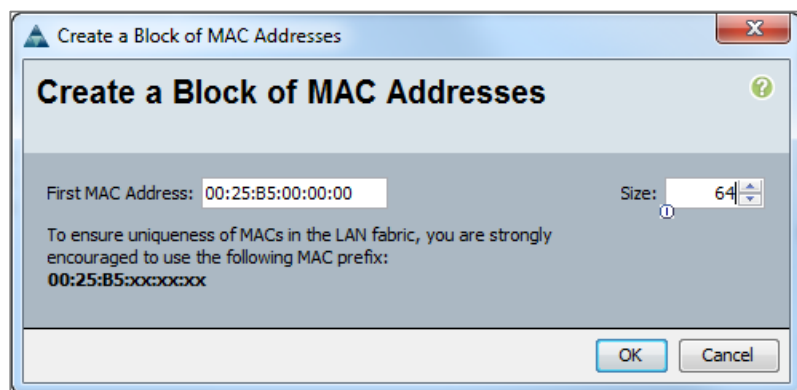 Create a Block of MAC Addresses
Create a Block of MAC Addresses
First MAC Address: 00:25:B5:00:00:00 Size: 64
To ensure uniqueness of MACs in the LAN fabric, you are strongly
encouraged to use the following MAC prefix:
00:25:B5:xx:xx:xx
OK Cancel